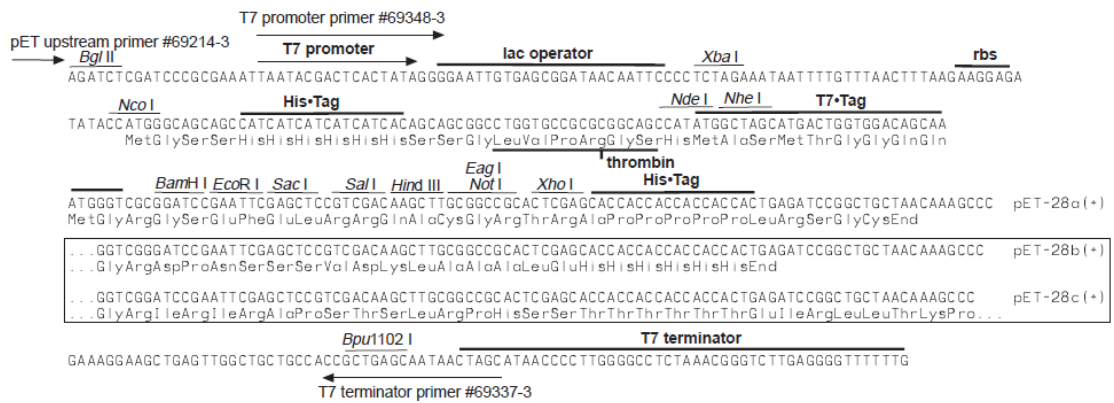 T7 promoter primer #69348-3
pET upstream primer #69214-3
Bgl II
T7 promoter
lac operator
Xba I
rbs
AGATCTCGATCCCGCGAAATTAATACGACTCACTATAGGGGAATTGTGAGCGGATAACAATTCCCCTCTAGAAATAATTTTGTTTAACTTTAAGAAGGAGA
Nco I
His•Tag
Nde I
Nhe I
T7•Tag
TATACCATGGGCAGCAGCCATCATCATCATCATCACAGCAGCGGCCTGGTGCCGCGCGGCAGCCATATGGCTAGCATGACTGGTGGACAGCAA
MetGlySerSerHisHisHisHisHisHisSerSerGlyLeuValProArgGlySerHisMetAlaSerMetThrGlyGlyGlnGln
thrombin
BamH I
EcoR I
Sac I
Sal I
Hind III
Eag I
Not I
Xho I
His•Tag
ATGGGTCGCGGATCCGAATTCGAGCTCCGTCGACAAGCTTGCGGCCGCACTCGAGCACCACCACCACCACCACTGAGATCCGGCTGCTAACAAAGCCC pET-28a(+)
MetGlyArgGlySerGluPheGluLeuArgArgGlnAlaCysGlyArgThrArgAlaProProProProProLeuArgSerGlyCysEnd
...GGTCGGGATCCGAATTCGAGCTCCGTCGACAAGCTTGCGGCCGCACTCGAGCACCACCACCACCACCACTGAGATCCGGCTGCTAACAAAGCCC pET-28b(+)
...GlyArgAspProAsnSerSerSerValAspLysLeuAlaAlaAlaLeuGluHisHisHisHisHisHisEnd
...GGTCGGATCCGAATTCGAGCTCCGTCGACAAGCTTGCGGCCGCACTCGAGCACCACCACCACCACCACTGAGATCCGGCTGCTAACAAAGCCC pET-28c(+)
...GlyArgIleArgIleArgAlaProSerThrSerLeuArgProHisSerSerThrThrThrThrThrThrGluIleArgLeuLeuThrLysPro...
Bpu1102 I
T7 terminator
GAAAGGAAGCTGAGTTGGCTGCTGCCACCGCTGAGCAATAACTAGCATAACCCCTTGGGGCCTCTAAACGGGTCTTGAGGGGTTTTTTG
T7 terminator primer #69337-3